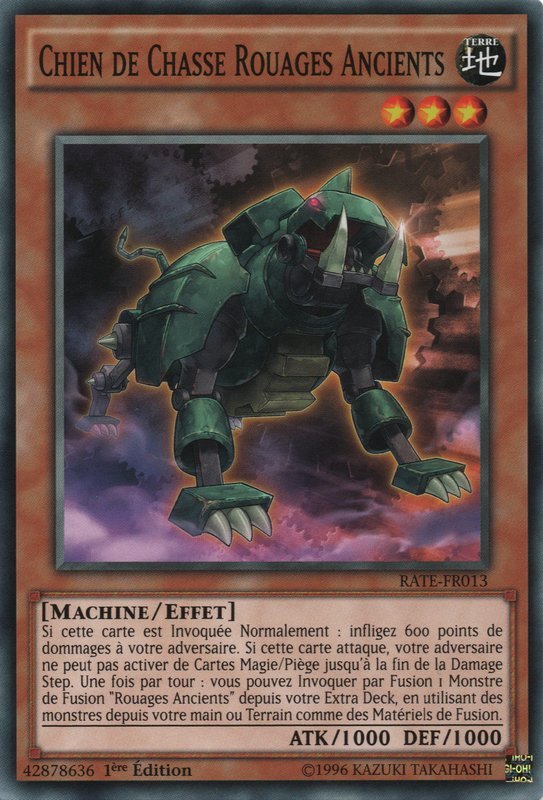 CHIEN DE CHASSE ROUAGES ANCIENTS
TERRE
地
RATE-FR013
[MACHINE/EFFET]
Si cette carte est Invoquée Normalement : infligez 600 points de
dommages à votre adversaire. Si cette carte attaque, votre adversaire
ne peut pas activer de Cartes Magie/Piège jusqu'à la fin de la Damage
Step. Une fois par tour : vous pouvez Invoquer par Fusion 1 Monstre
de Fusion "Rouages Ancients" depuis votre Extra Deck, en utilisant des
monstres depuis votre main ou Terrain comme des Matériels de Fusion.
ATK/1000 DEF/1000
42878636 1ère Édition ©1996 KAZUKI TAKAHASHI